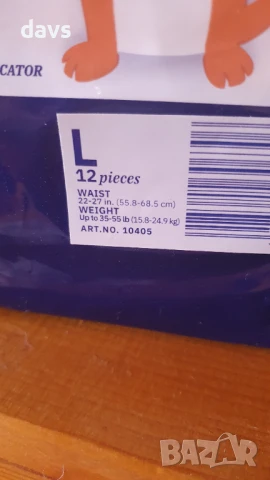 davs
CATOR
L
12 pieces
WAIST
22-27 in. (55.8-68.5 cm)
WEIGHT
Up to 35-55 lb (15.8-24.9 kg)
ART.NO. 10405
BAZAR